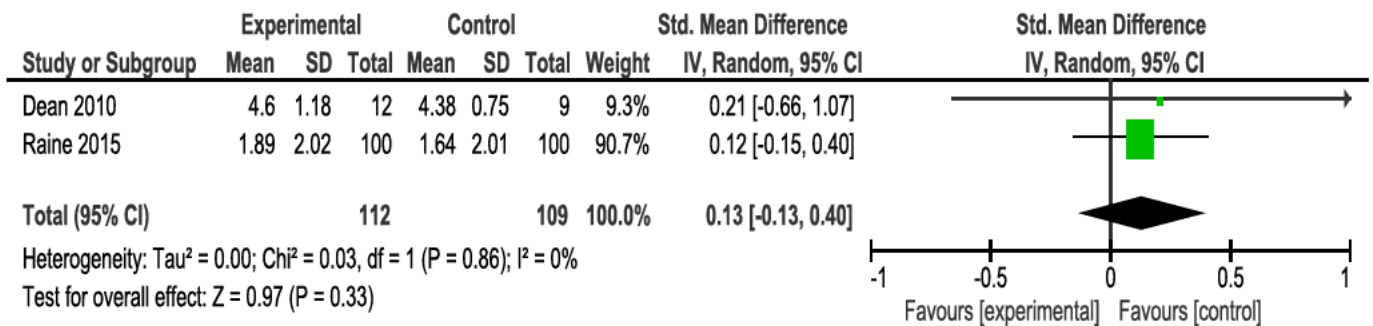 Experimental Control Std. Mean Difference Std. Mean Difference
Study or Subgroup Mean SD Total Mean SD Total Weight IV, Random, 95% CI IV, Random, 95% CI
Dean 2010 4.6 1.18 12 4.38 0.75 9 9.3% 0.21 [-0.66, 1.07]
Raine 2015 1.89 2.02 100 1.64 2.01 100 90.7% 0.12 [-0.15, 0.40]
Total (95% CI) 112 109 100.0% 0.13 [-0.13, 0.40]
Heterogeneity: Tau² = 0.00; Chi² = 0.03, df = 1 (P = 0.86); I² = 0%
Test for overall effect: Z = 0.97 (P = 0.33)
-1 -0.5 0 0.5 1
Favours [experimental] Favours [control]